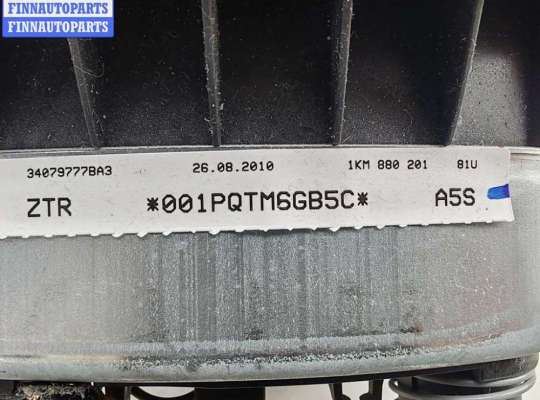 FINNAUTOPARTS
FINNAUTOPARTS
34079777BA3 26.08.2010 1KM 880 201 81U
ZTR *001PQTM6GB5C* A5S